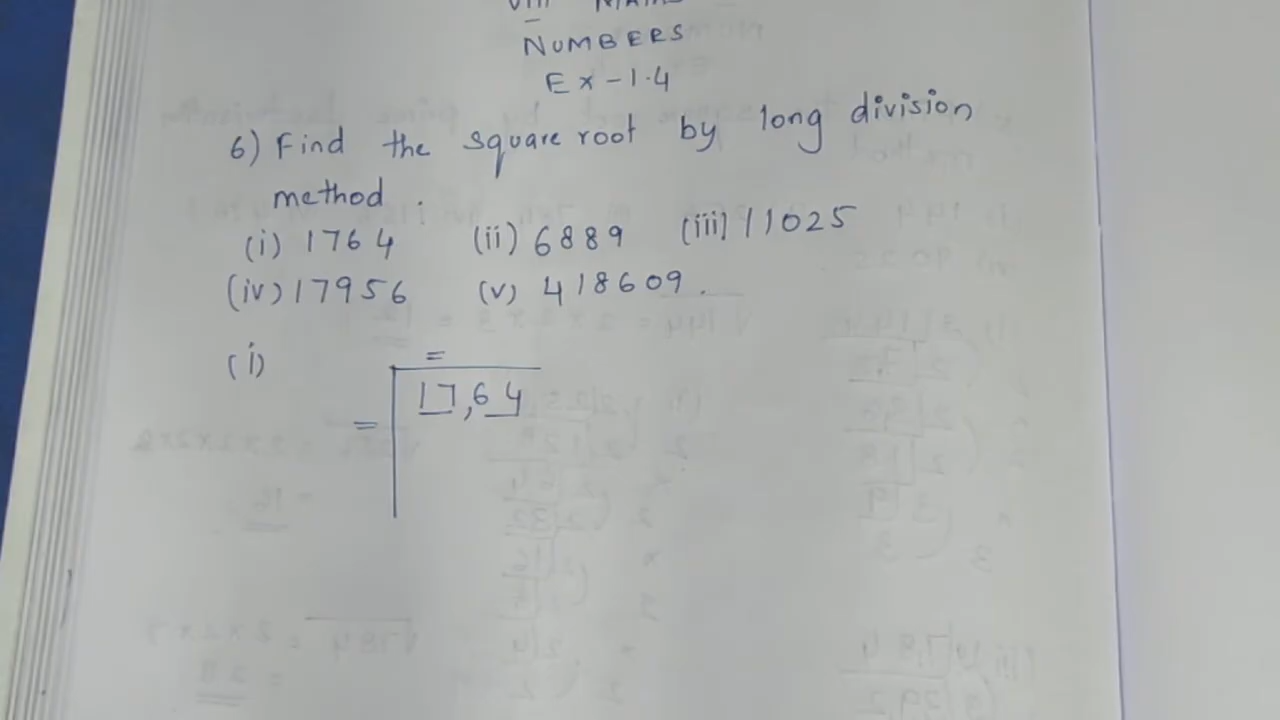 NUMBERS
Ex - 1.4
6) Find the square root by long division
method .
(i) 1764 (ii) 6889 (iii) 11025
(iv) 17956 (v) 418609 .
(i) =
17,64
=